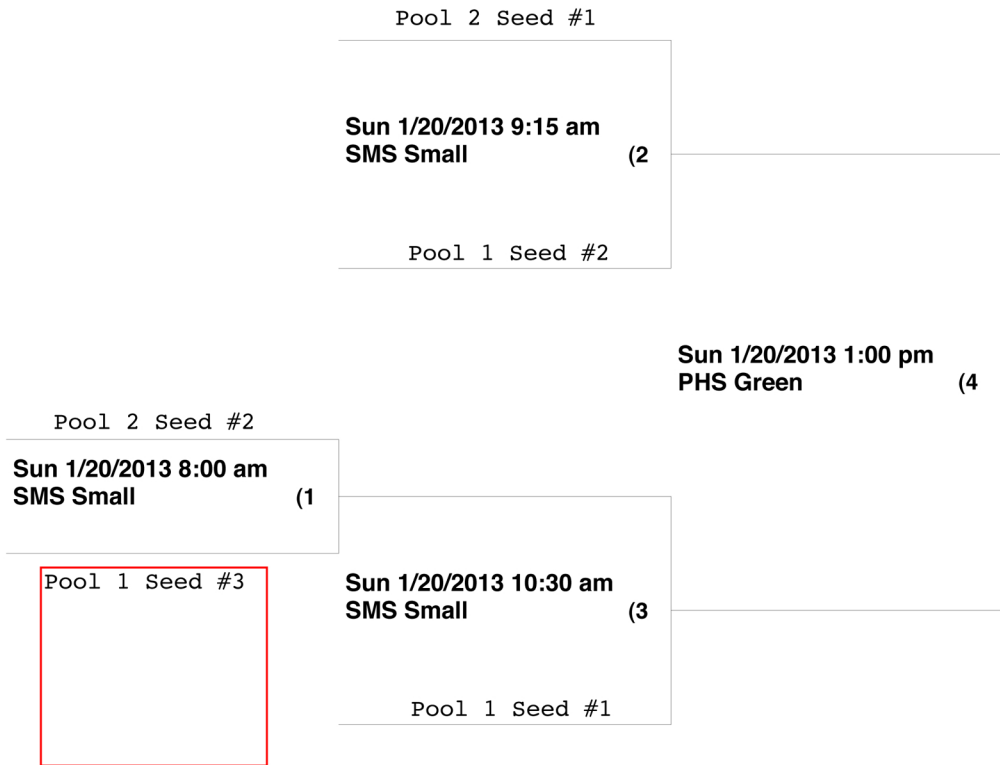 Pool 2 Seed #1
Sun 1/20/2013 9:15 am
SMS Small (2
Pool 1 Seed #2
Sun 1/20/2013 1:00 pm
PHS Green (4
Pool 2 Seed #2
Sun 1/20/2013 8:00 am
SMS Small (1
Pool 1 Seed #3
Sun 1/20/2013 10:30 am
SMS Small (3
Pool 1 Seed #1